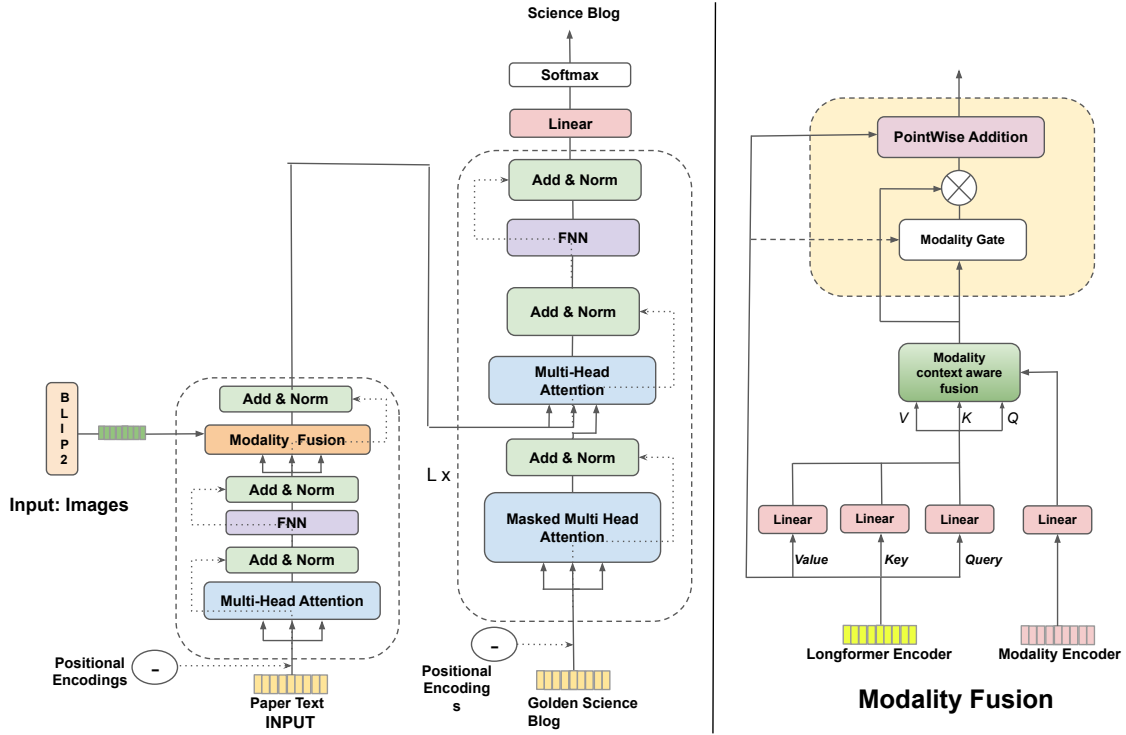 Science Blog
Softmax
Linear
Add & Norm
FNN
Add & Norm
Multi-Head
Attention
Add & Norm
L x
Masked Multi Head
Attention
-
Positional
Encoding
s
Golden Science
Blog
B
L
I
P
2
Input: Images
Add & Norm
Modality Fusion
Add & Norm
FNN
Add & Norm
Multi-Head Attention
Positional
Encodings
-
Paper Text
INPUT
PointWise Addition
Modality Gate
Modality
context aware
fusion
V K Q
Linear Linear Linear Linear
Value Key Query
Longformer Encoder Modality Encoder
Modality Fusion